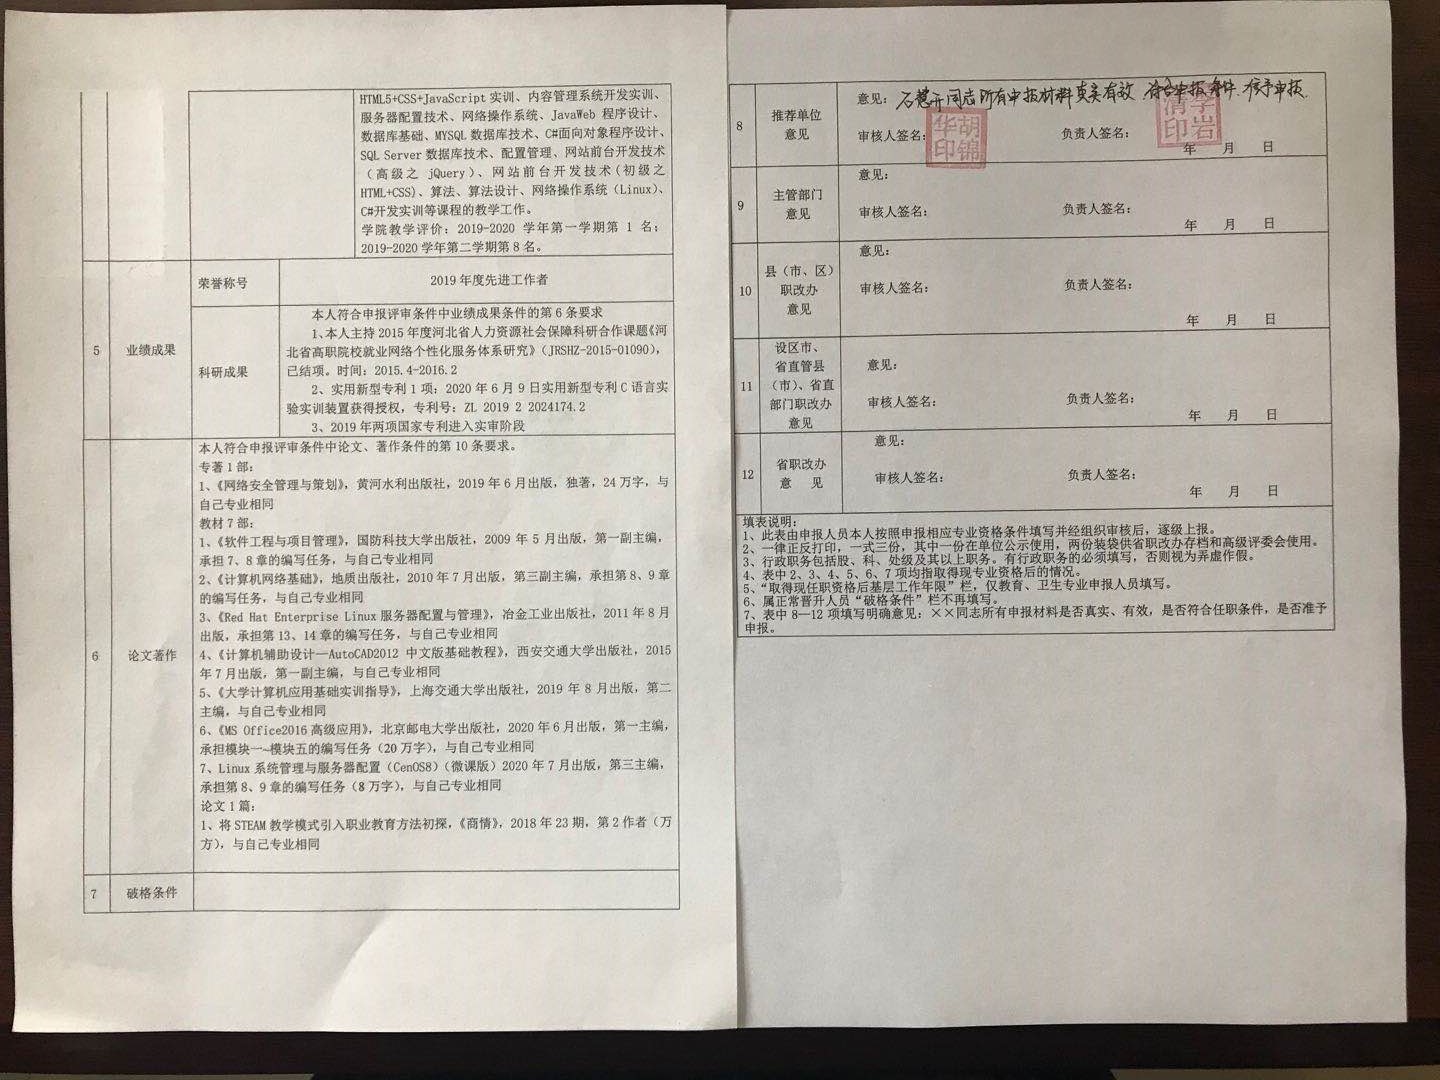 HTML5+CSS+JavaScript 实训、内容管理系统开发实训、
服务器配置技术、网络操作系统、JavaWeb 程序设计、
数据库基础、MYSQL 数据库技术、C#面向对象程序设计、
SQL Server 数据库技术、配置管理、网站前台开发技术
（高级之 jQuery）、网站前台开发技术（初级之
HTML+CSS）、算法、算法设计、网络操作系统（Linux）、
C#开发实训等课程的教学工作。
学院教学评价：2019-2020 学年第一学期第 1 名；
2019-2020 学年第二学期第 8 名。
5
业绩成果
荣誉称号
2019 年度先进工作者
科研成果
本人符合申报评审条件中业绩成果条件的第 6 条要求
1、本人主持 2015 年度河北省人力资源社会保障科研合作课题《河
北省高职院校就业网络个性化服务体系研究》（JRSHZ-2015-01090），
已结项。时间：2015.4-2016.2
2、实用新型专利 1 项：2020 年 6 月 9 日实用新型专利 C 语言实
验实训装置获得授权，专利号：ZL 2019 2 2024174.2
3、2019 年两项国家专利进入实审阶段
6
论文著作
本人符合申报评审条件中论文、著作条件的第 10 条要求。
专著 1 部：
1、《网络安全管理与策划》，黄河水利出版社，2019 年 6 月出版，独著，24 万字，与
自己专业相同
教材 7 部：
1、《软件工程与项目管理》，国防科技大学出版社，2009 年 5 月出版，第一副主编，
承担 7、8 章的编写任务，与自己专业相同
2、《计算机网络基础》，地质出版社，2010 年 7 月出版，第三副主编，承担第 8、9 章
的编写任务，与自己专业相同
3、《Red Hat Enterprise Linux 服务器配置与管理》，冶金工业出版社，2011 年 8 月
出版，承担第 13、14 章的编写任务，与自己专业相同
4、《计算机辅助设计—AutoCAD2012 中文版基础教程》，西安交通大学出版社，2015
年 7 月出版，第一副主编，与自己专业相同
5、《大学计算机应用基础实训指导》，上海交通大学出版社，2019 年 8 月出版，第二
主编，与自己专业相同
6、《MS Office2016 高级应用》，北京邮电大学出版社，2020 年 6 月出版，第一主编，
承担模块一~模块五的编写任务（20 万字），与自己专业相同
7、Linux 系统管理与服务器配置（CenOS8）（微课版）2020 年 7 月出版，第三主编，
承担第 8、9 章的编写任务（8 万字），与自己专业相同
论文 1 篇：
1、将 STEAM 教学模式引入职业教育方法初探，《商情》，2018 年 23 期，第 2 作者（万
方），与自己专业相同
7
破格条件
8
推荐单位
意见
意见：同志所有申报材料真实有效 符合申报条件 准予申报
审核人签名：
胡锦华印
负责人签名：
李岩清印
年 月 日
9
主管部门
意见
意见：
审核人签名：
负责人签名：
年 月 日
10
县（市、区）
职改办
意见
意见：
审核人签名：
负责人签名：
年 月 日
11
设区市、
省直管县
（市）、省直
部门职改办
意见
意见：
审核人签名：
负责人签名：
年 月 日
12
省职改办
意 见
意见：
审核人签名：
负责人签名：
年 月 日
填表说明：
1、此表由申报人员本人按照申报相应专业资格条件填写并经组织审核后，逐级上报。
2、一律正反打印，一式三份，其中一份在单位公示使用，两份装袋供省职改办存档和高级评委会使用。
3、行政职务包括股、科、处级及其以上职务。有行政职务的必须填写，否则视为弄虚作假。
4、表中 2、3、4、5、6、7 项均指取得现专业资格后的情况。
5、“取得现任职资格后基层工作年限”栏，仅教育、卫生专业申报人员填写。
6、属正常晋升人员“破格条件”栏不再填写。
7、表中 8—12 项填写明确意见：××同志所有申报材料是否真实、有效，是否符合任职条件，是否准予
申报。